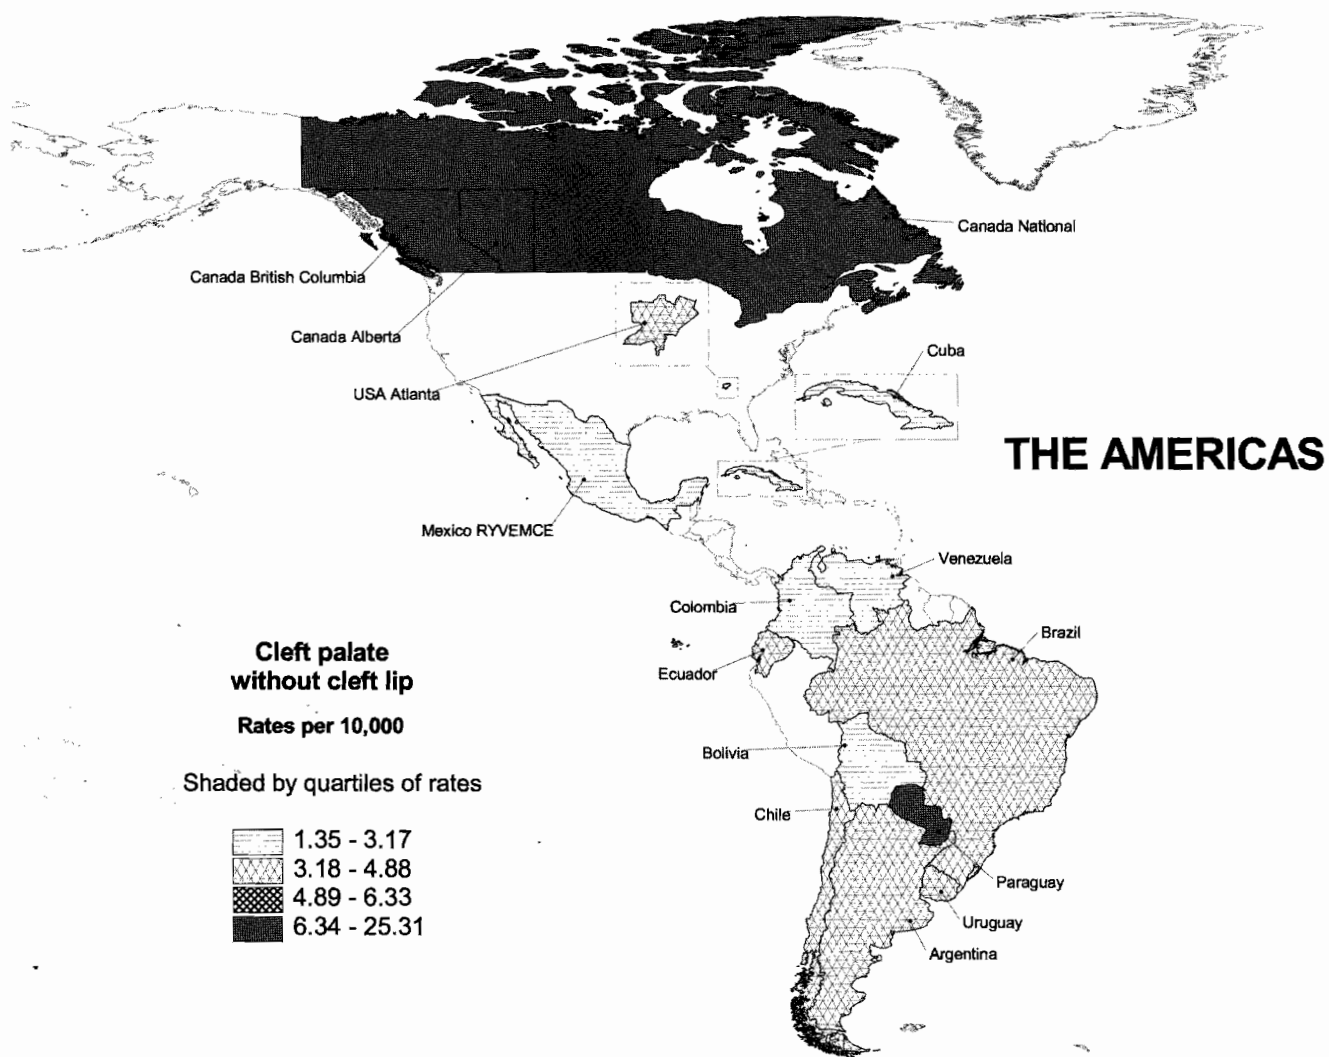 Canada National
Canada British Columbia
Canada Alberta
Cuba
USA Atlanta
THE AMERICAS
Mexico RYVEMCE
Venezuela
Colombia
Brazil
Ecuador
Cleft palate
without cleft lip
Rates per 10,000
Bolivia
Shaded by quartiles of rates
Chile
1.35 - 3.17
3.18 - 4.88
4.89 - 6.33
6.34 - 25.31
Paraguay
Uruguay
Argentina